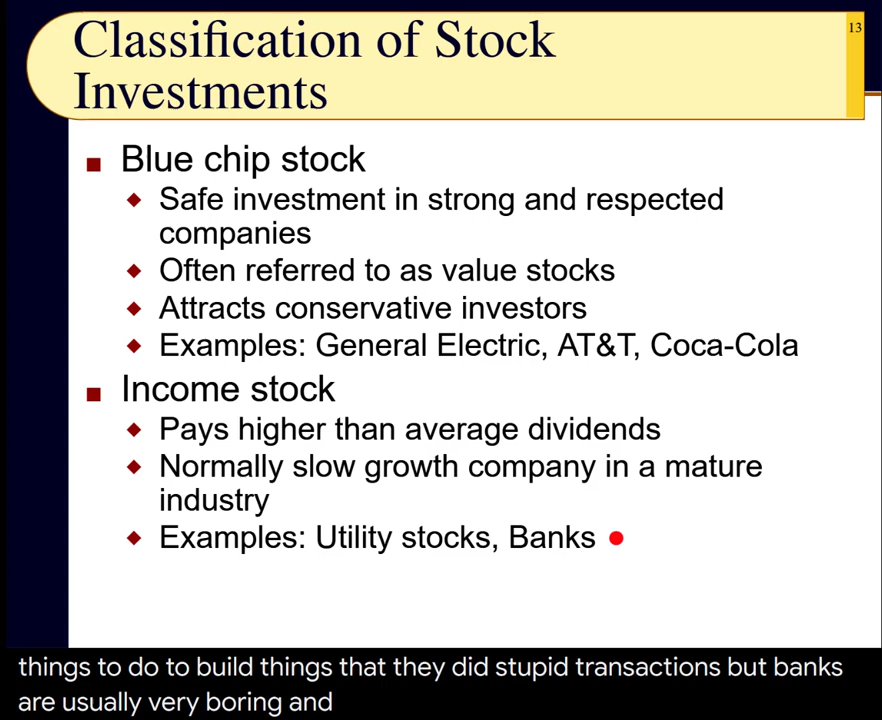 13
Classification of Stock
Investments
Blue chip stock
Safe investment in strong and respected
companies
Often referred to as value stocks
Attracts conservative investors
Examples: General Electric, AT&T, Coca-Cola
Income stock
Pays higher than average dividends
Normally slow growth company in a mature
industry
Examples: Utility stocks, Banks
things to do to build things that they did stupid transactions but banks
are usually very boring and